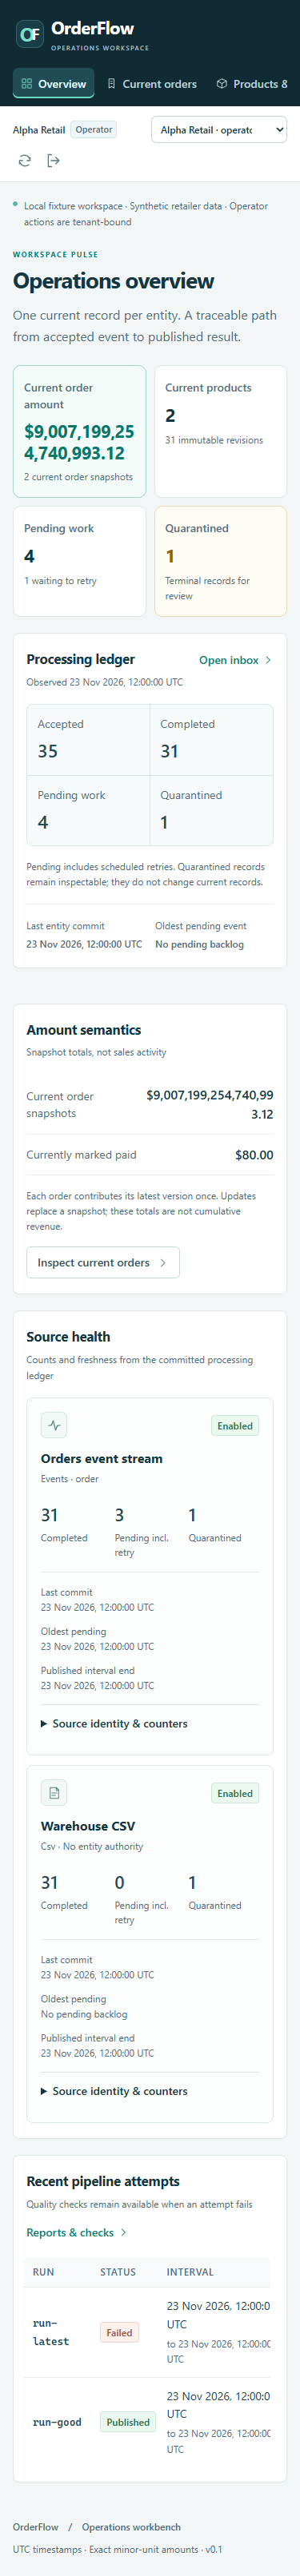 OF
OrderFlow
OPERATIONS WORKSPACE
Overview
Current orders
Products &
Alpha Retail
Operator
Alpha Retail · operato
Local fixture workspace · Synthetic retailer data · Operator
actions are tenant-bound
WORKSPACE PULSE
Operations overview
One current record per entity. A traceable path
from accepted event to published result.
Current order
amount
$9,007,199,25
4,740,993.12
2 current order snapshots
Current products
2
31 immutable revisions
Pending work
4
1 waiting to retry
Quarantined
1
Terminal records for
review
Processing ledger
Open inbox
Observed 23 Nov 2026, 12:00:00 UTC
Accepted
35
Completed
31
Pending work
4
Quarantined
1
Pending includes scheduled retries. Quarantined records
remain inspectable; they do not change current records.
Last entity commit
23 Nov 2026, 12:00:00 UTC
Oldest pending event
No pending backlog
Amount semantics
Snapshot totals, not sales activity
Current order
snapshots
$9,007,199,254,740,99
3.12
Currently marked paid
$80.00
Each order contributes its latest version once. Updates
replace a snapshot; these totals are not cumulative
revenue.
Inspect current orders
Source health
Counts and freshness from the committed processing
ledger
Enabled
Orders event stream
Events · order
31
Completed
3
Pending incl.
retry
1
Quarantined
Last commit
23 Nov 2026, 12:00:00 UTC
Oldest pending
23 Nov 2026, 12:00:00 UTC
Published interval end
23 Nov 2026, 12:00:00 UTC
Source identity & counters
Enabled
Warehouse CSV
Csv · No entity authority
31
Completed
0
Pending incl.
retry
1
Quarantined
Last commit
23 Nov 2026, 12:00:00 UTC
Oldest pending
No pending backlog
Published interval end
23 Nov 2026, 12:00:00 UTC
Source identity & counters
Recent pipeline attempts
Quality checks remain available when an attempt fails
Reports & checks
RUN
STATUS
INTERVAL
run-
latest
Failed
23 Nov 2026, 12:00:0
UTC
to 23 Nov 2026, 12:00:00
UTC
run-good
Published
23 Nov 2026, 12:00:0
UTC
to 23 Nov 2026, 12:00:00
UTC
OrderFlow / Operations workbench
UTC timestamps · Exact minor-unit amounts · v0.1